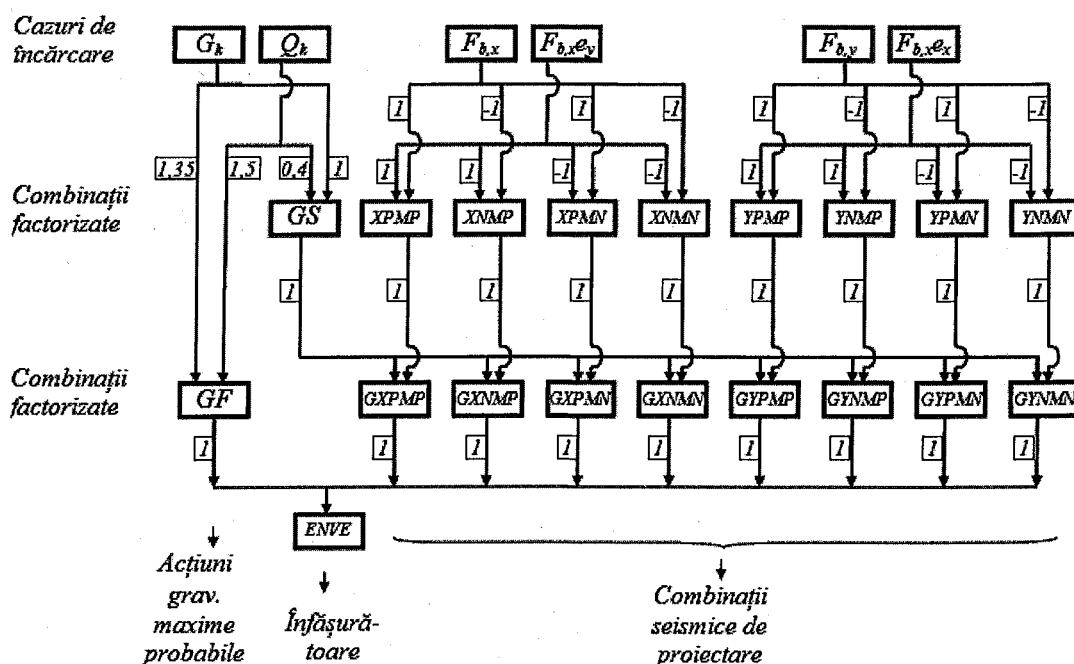 Cazuri de
încărcare
G_k Q_k F_{b,x} F_{b,x}e_y F_{b,y} F_{b,x}e_x
1 -1 1 -1 1 -1 1 -1
1,35 1,5 0,4 1 1 1 -1 -1 1 1 -1 -1
Combinații
factorizate
GS XPMP XNMP XPMN XNMN YPMP YNMP YPMN YNMN
1 1 1 1 1 1 1 1 1
Combinații
factorizate
GF GXPMP GXNMP GXPMN GXNMN GYPMP GYNMP GYPMN GYNMN
1 1 1 1 1 1 1 1 1
ENVE
Acțiuni
grav.
maxime
probabile
Înfășură-
toare
Combinații
seismice de
proiectare